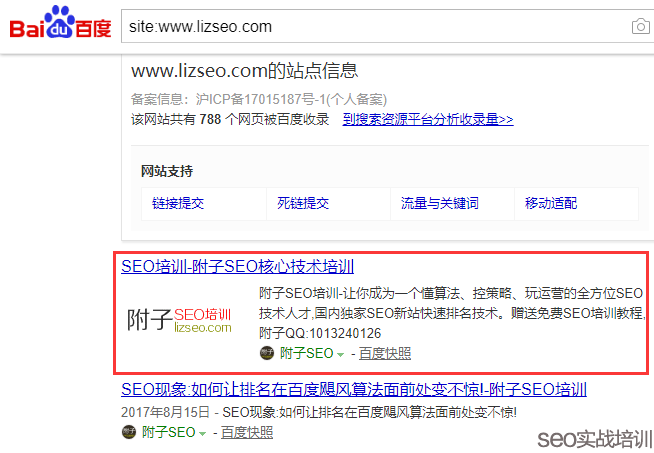 Bai du 百度
site:www.lizseo.com
www.lizseo.com的站点信息
备案信息：沪ICP备17015187号-1(个人备案)
该网站共有 788 个网页被百度收录 到搜索资源平台分析收录量>>
网站支持
链接提交 死链提交 流量与关键词 移动适配
SEO培训-附子SEO核心技术培训
附子SEO培训-让你成为一个懂算法、控策略、玩运营的全方位SEO
技术人才,国内独家SEO新站快速排名技术。赠送免费SEO培训教程,
附子QQ:1013240126
附子SEO培训
lizseo.com
附子SEO - 百度快照
SEO现象:如何让排名在百度飓风算法面前处变不惊!-附子SEO培训
2017年8月15日 - SEO现象:如何让排名在百度飓风算法面前处变不惊!
附子SEO - 百度快照
seo实战培训